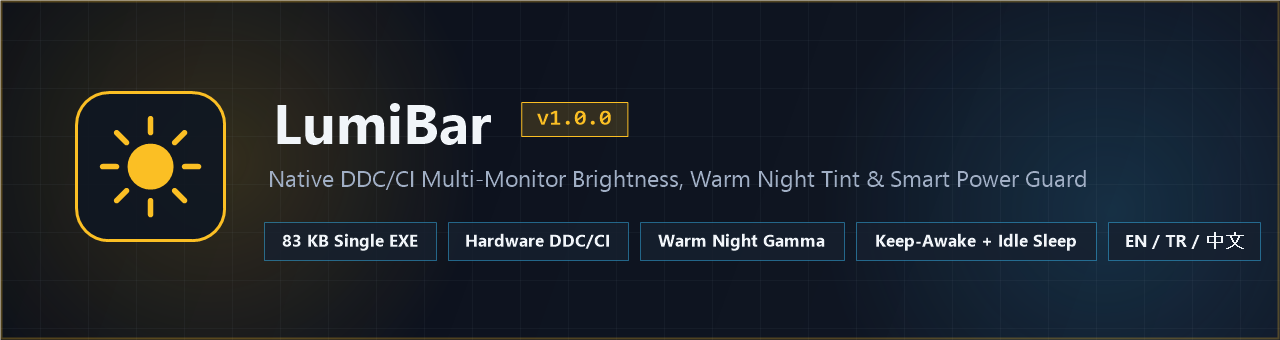 LumiBar v1.0.0
Native DDC/CI Multi-Monitor Brightness, Warm Night Tint & Smart Power Guard
83 KB Single EXE Hardware DDC/CI Warm Night Gamma Keep-Awake + Idle Sleep EN / TR / 中文